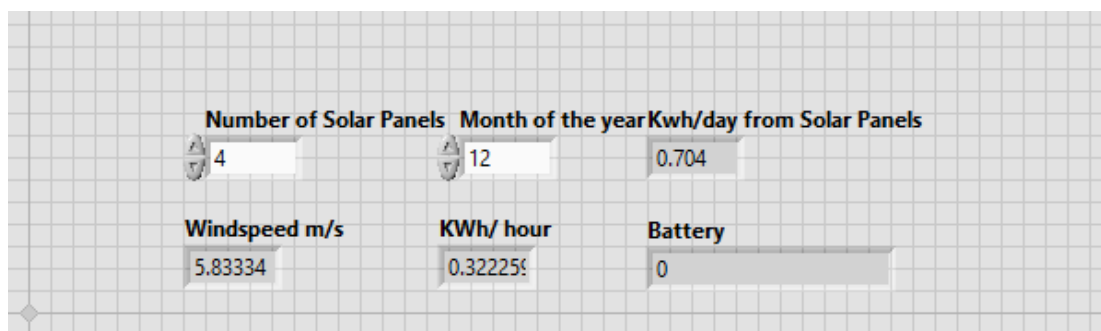 Number of Solar Panels Month of the year Kwh/day from Solar Panels
4 12 0.704
Windspeed m/s KWh/ hour Battery
5.83334 0.322259 0